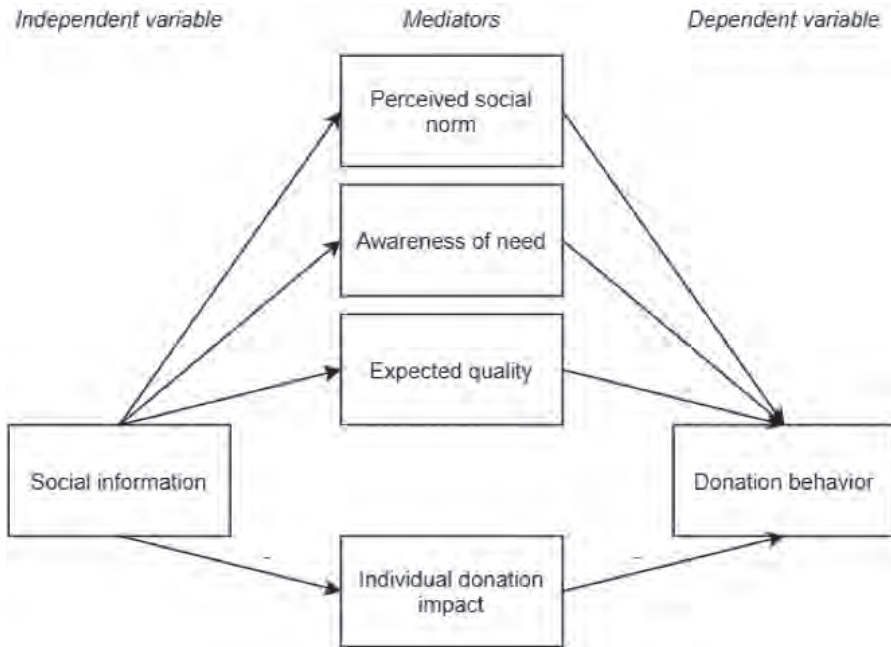 Independent variable
Mediators
Dependent variable
Perceived social
norm
Awareness of need
Expected quality
Social information
Donation behavior
-
-
Individual donation
impact